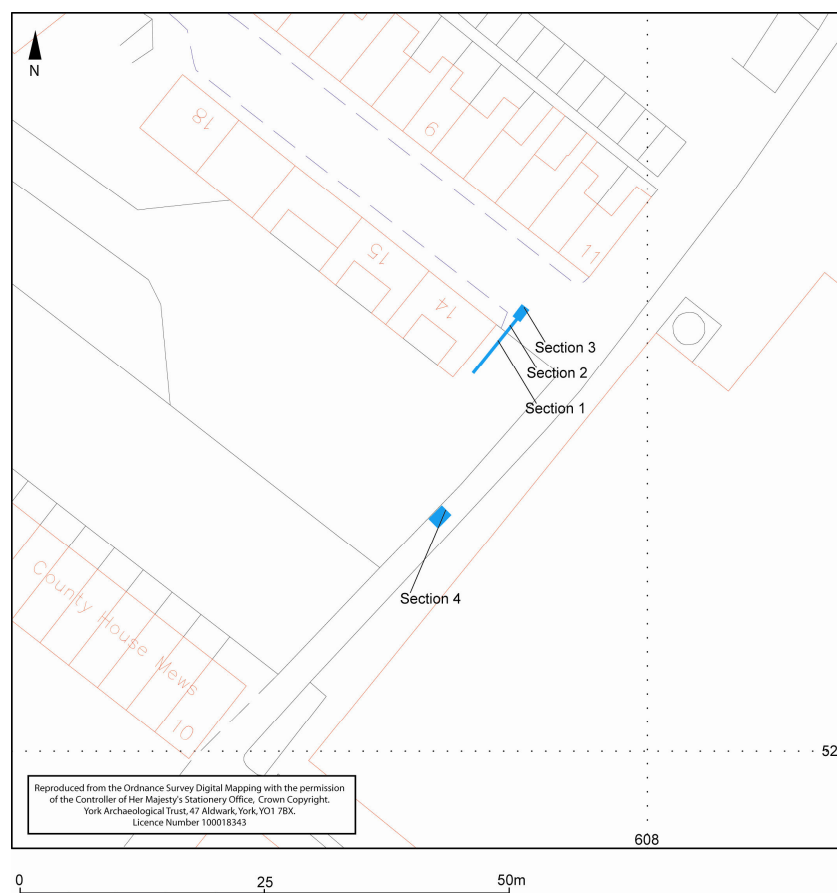 N
18
9
11
15
14
Section 3
Section 2
Section 1
Section 4
County House Mews
10
52
Reproduced from the Ordnance Survey Digital Mapping with the permission
of the Controller of Her Majesty's Stationery Office, Crown Copyright.
York Archaeological Trust, 47 Aldwark, York, YO1 7BX.
Licence Number 100018343
608
0
25
50m